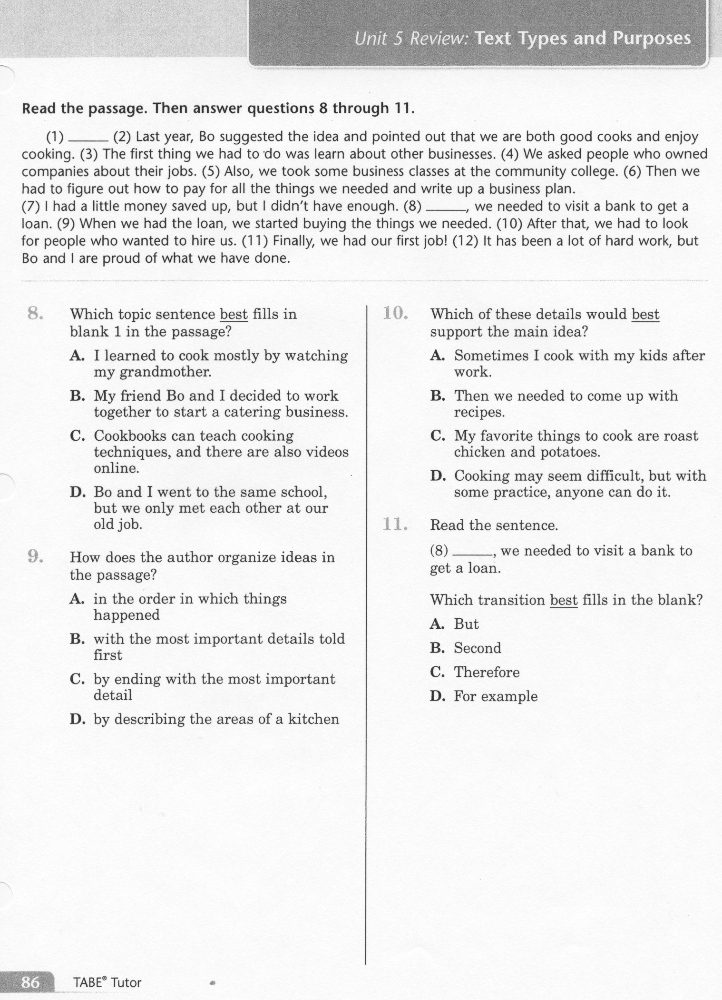 Unit 5 Review: Text Types and Purposes
Read the passage. Then answer questions 8 through 11.
(1) ______ (2) Last year, Bo suggested the idea and pointed out that we are both good cooks and enjoy
cooking. (3) The first thing we had to do was learn about other businesses. (4) We asked people who owned
companies about their jobs. (5) Also, we took some business classes at the community college. (6) Then we
had to figure out how to pay for all the things we needed and write up a business plan.
(7) I had a little money saved up, but I didn't have enough. (8) ______, we needed to visit a bank to get a
loan. (9) When we had the loan, we started buying the things we needed. (10) After that, we had to look
for people who wanted to hire us. (11) Finally, we had our first job! (12) It has been a lot of hard work, but
Bo and I are proud of what we have done.
8. Which topic sentence best fills in
blank 1 in the passage?
A. I learned to cook mostly by watching
my grandmother.
B. My friend Bo and I decided to work
together to start a catering business.
C. Cookbooks can teach cooking
techniques, and there are also videos
online.
D. Bo and I went to the same school,
but we only met each other at our
old job.
9. How does the author organize ideas in
the passage?
A. in the order in which things
happened
B. with the most important details told
first
C. by ending with the most important
detail
D. by describing the areas of a kitchen
10. Which of these details would best
support the main idea?
A. Sometimes I cook with my kids after
work.
B. Then we needed to come up with
recipes.
C. My favorite things to cook are roast
chicken and potatoes.
D. Cooking may seem difficult, but with
some practice, anyone can do it.
11. Read the sentence.
(8) ______, we needed to visit a bank to
get a loan.
Which transition best fills in the blank?
A. But
B. Second
C. Therefore
D. For example
86 TABE® Tutor